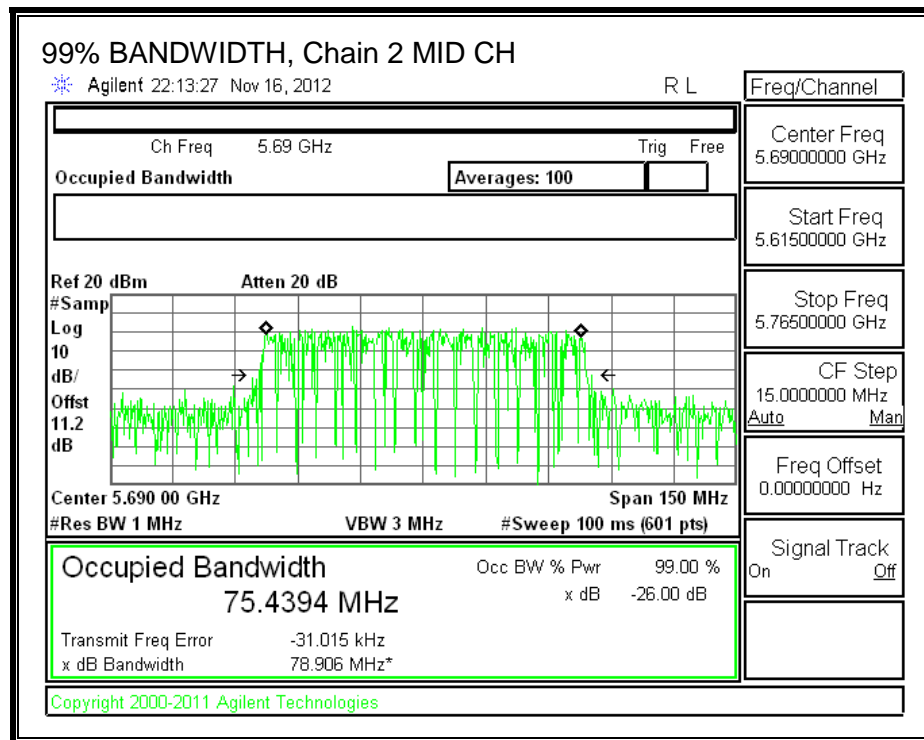 99% BANDWIDTH, Chain 2 MID CH
Agilent 22:13:27 Nov 16, 2012 R L
Freq/Channel
Ch Freq 5.69 GHz Trig Free
Occupied Bandwidth Averages: 100
Center Freq
5.69000000 GHz
Start Freq
5.61500000 GHz
Stop Freq
5.76500000 GHz
CF Step
15.0000000 MHz
Auto Man
Freq Offset
0.00000000 Hz
Signal Track
On Off
Ref 20 dBm Atten 20 dB
#Samp
Log
10
dB/
Offst
11.2
dB
Center 5.690 00 GHz Span 150 MHz
#Res BW 1 MHz VBW 3 MHz #Sweep 100 ms (601 pts)
Occupied Bandwidth Occ BW % Pwr 99.00 %
75.4394 MHz x dB -26.00 dB
Transmit Freq Error -31.015 kHz
x dB Bandwidth 78.906 MHz*
Copyright 2000-2011 Agilent Technologies